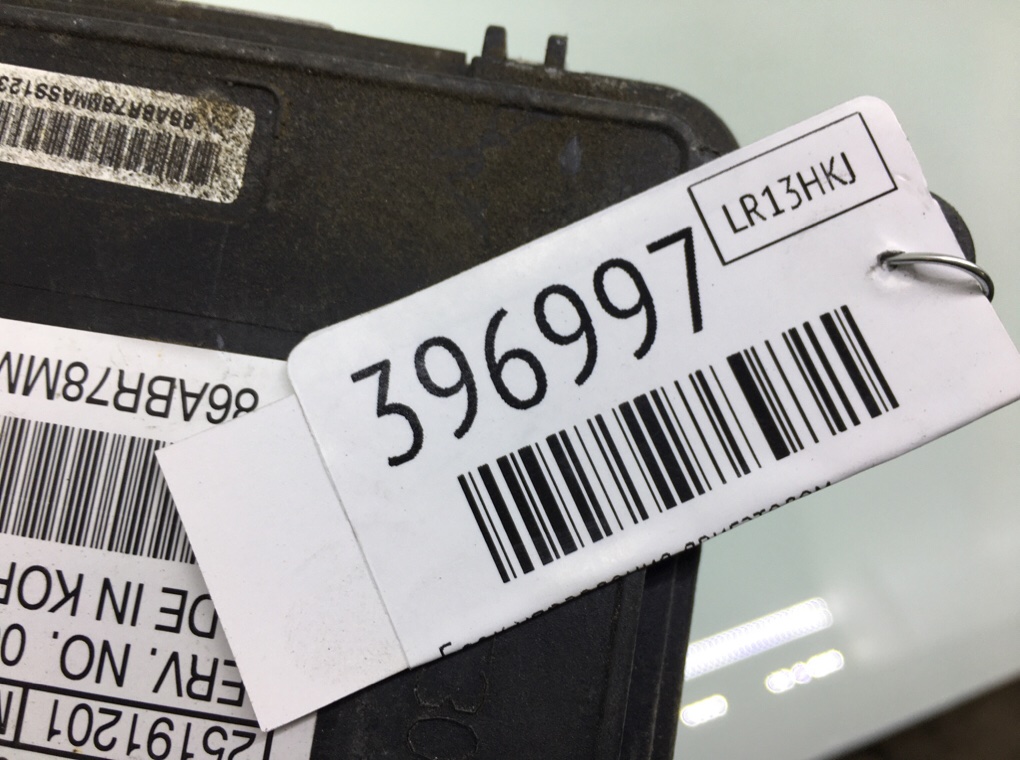 LR13HKJ
396997
86ABR78MMASS123
86ABR78MM
DE IN KOR
ERV. NO. 0
25191201